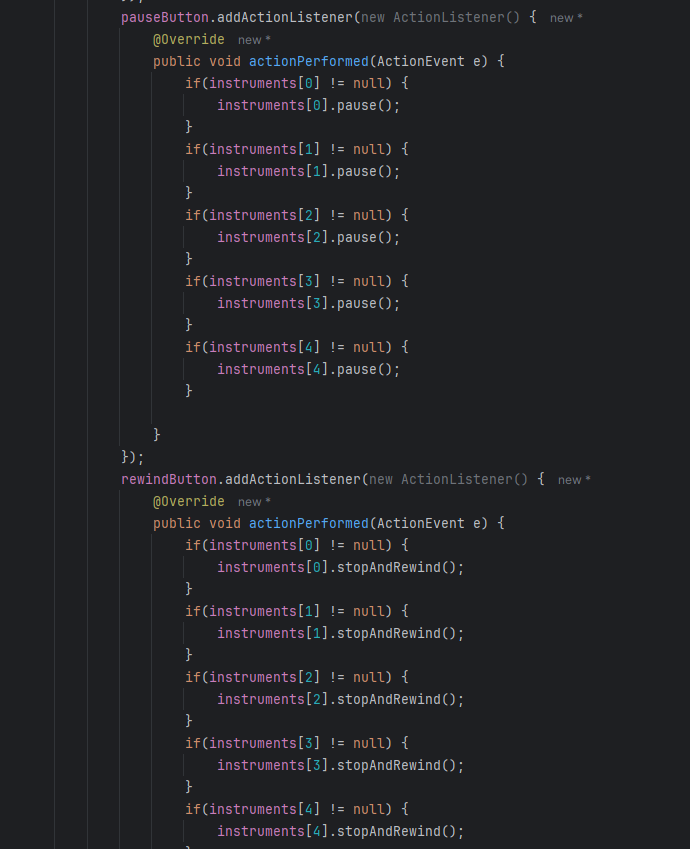 pauseButton.addActionListener(new ActionListener() { new *
@Override new *
public void actionPerformed(ActionEvent e) {
if(instruments[0] != null) {
instruments[0].pause();
}
if(instruments[1] != null) {
instruments[1].pause();
}
if(instruments[2] != null) {
instruments[2].pause();
}
if(instruments[3] != null) {
instruments[3].pause();
}
if(instruments[4] != null) {
instruments[4].pause();
}
}
});
rewindButton.addActionListener(new ActionListener() { new *
@Override new *
public void actionPerformed(ActionEvent e) {
if(instruments[0] != null) {
instruments[0].stopAndRewind();
}
if(instruments[1] != null) {
instruments[1].stopAndRewind();
}
if(instruments[2] != null) {
instruments[2].stopAndRewind();
}
if(instruments[3] != null) {
instruments[3].stopAndRewind();
}
if(instruments[4] != null) {
instruments[4].stopAndRewind();